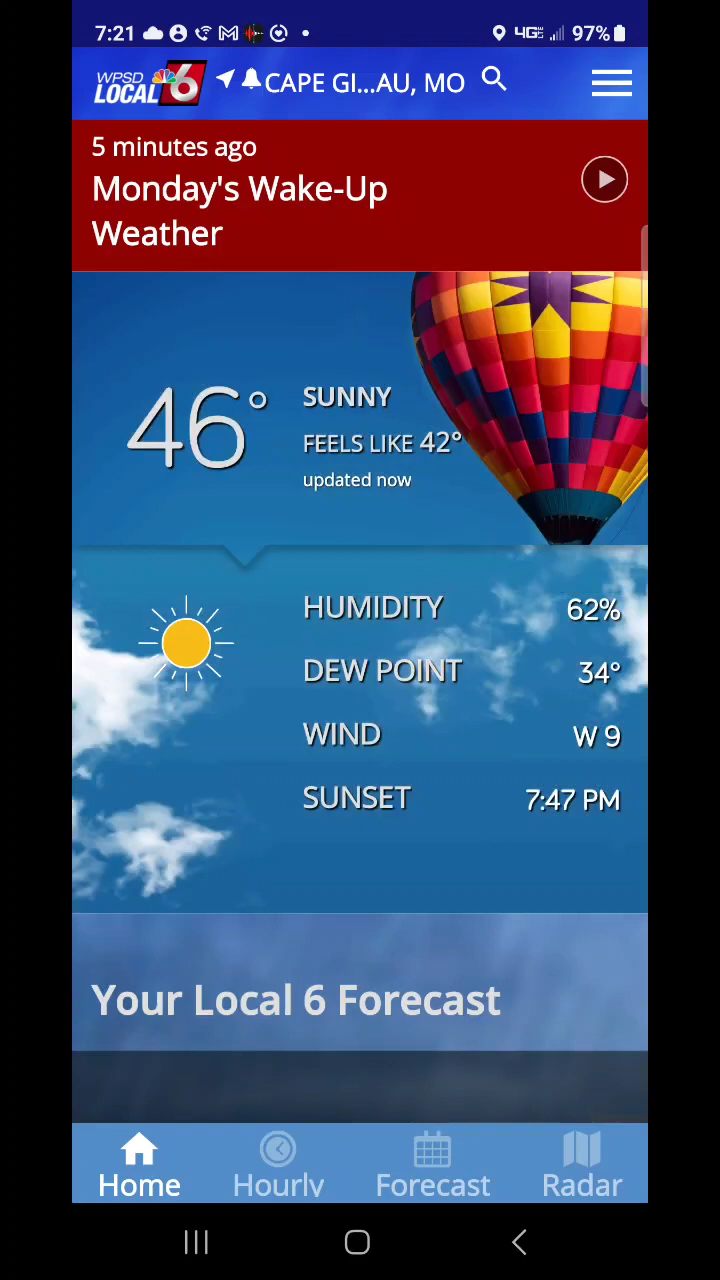 7:21
4GE 97%
WPSD
LOCAL 6
CAPE GI...AU, MO
5 minutes ago
Monday's Wake-Up
Weather
46°
SUNNY
FEELS LIKE 42°
updated now
HUMIDITY 62%
DEW POINT 34°
WIND W 9
SUNSET 7:47 PM
Your Local 6 Forecast
Home Hourly Forecast Radar